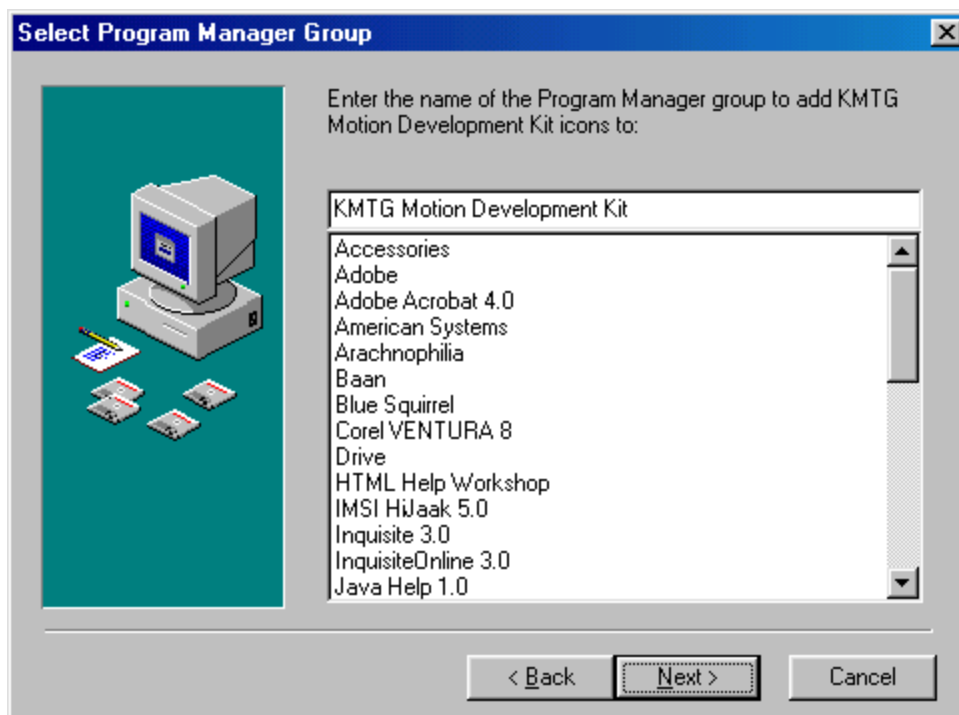 Select Program Manager Group
Enter the name of the Program Manager group to add KMTG
Motion Development Kit icons to:
KMTG Motion Development Kit
Accessories
Adobe
Adobe Acrobat 4.0
American Systems
Arachnophilia
Baan
Blue Squirrel
Corel VENTURA 8
Drive
HTML Help Workshop
IMSI HiJaak 5.0
Inquisite 3.0
InquisiteOnline 3.0
Java Help 1.0
< Back
Next >
Cancel